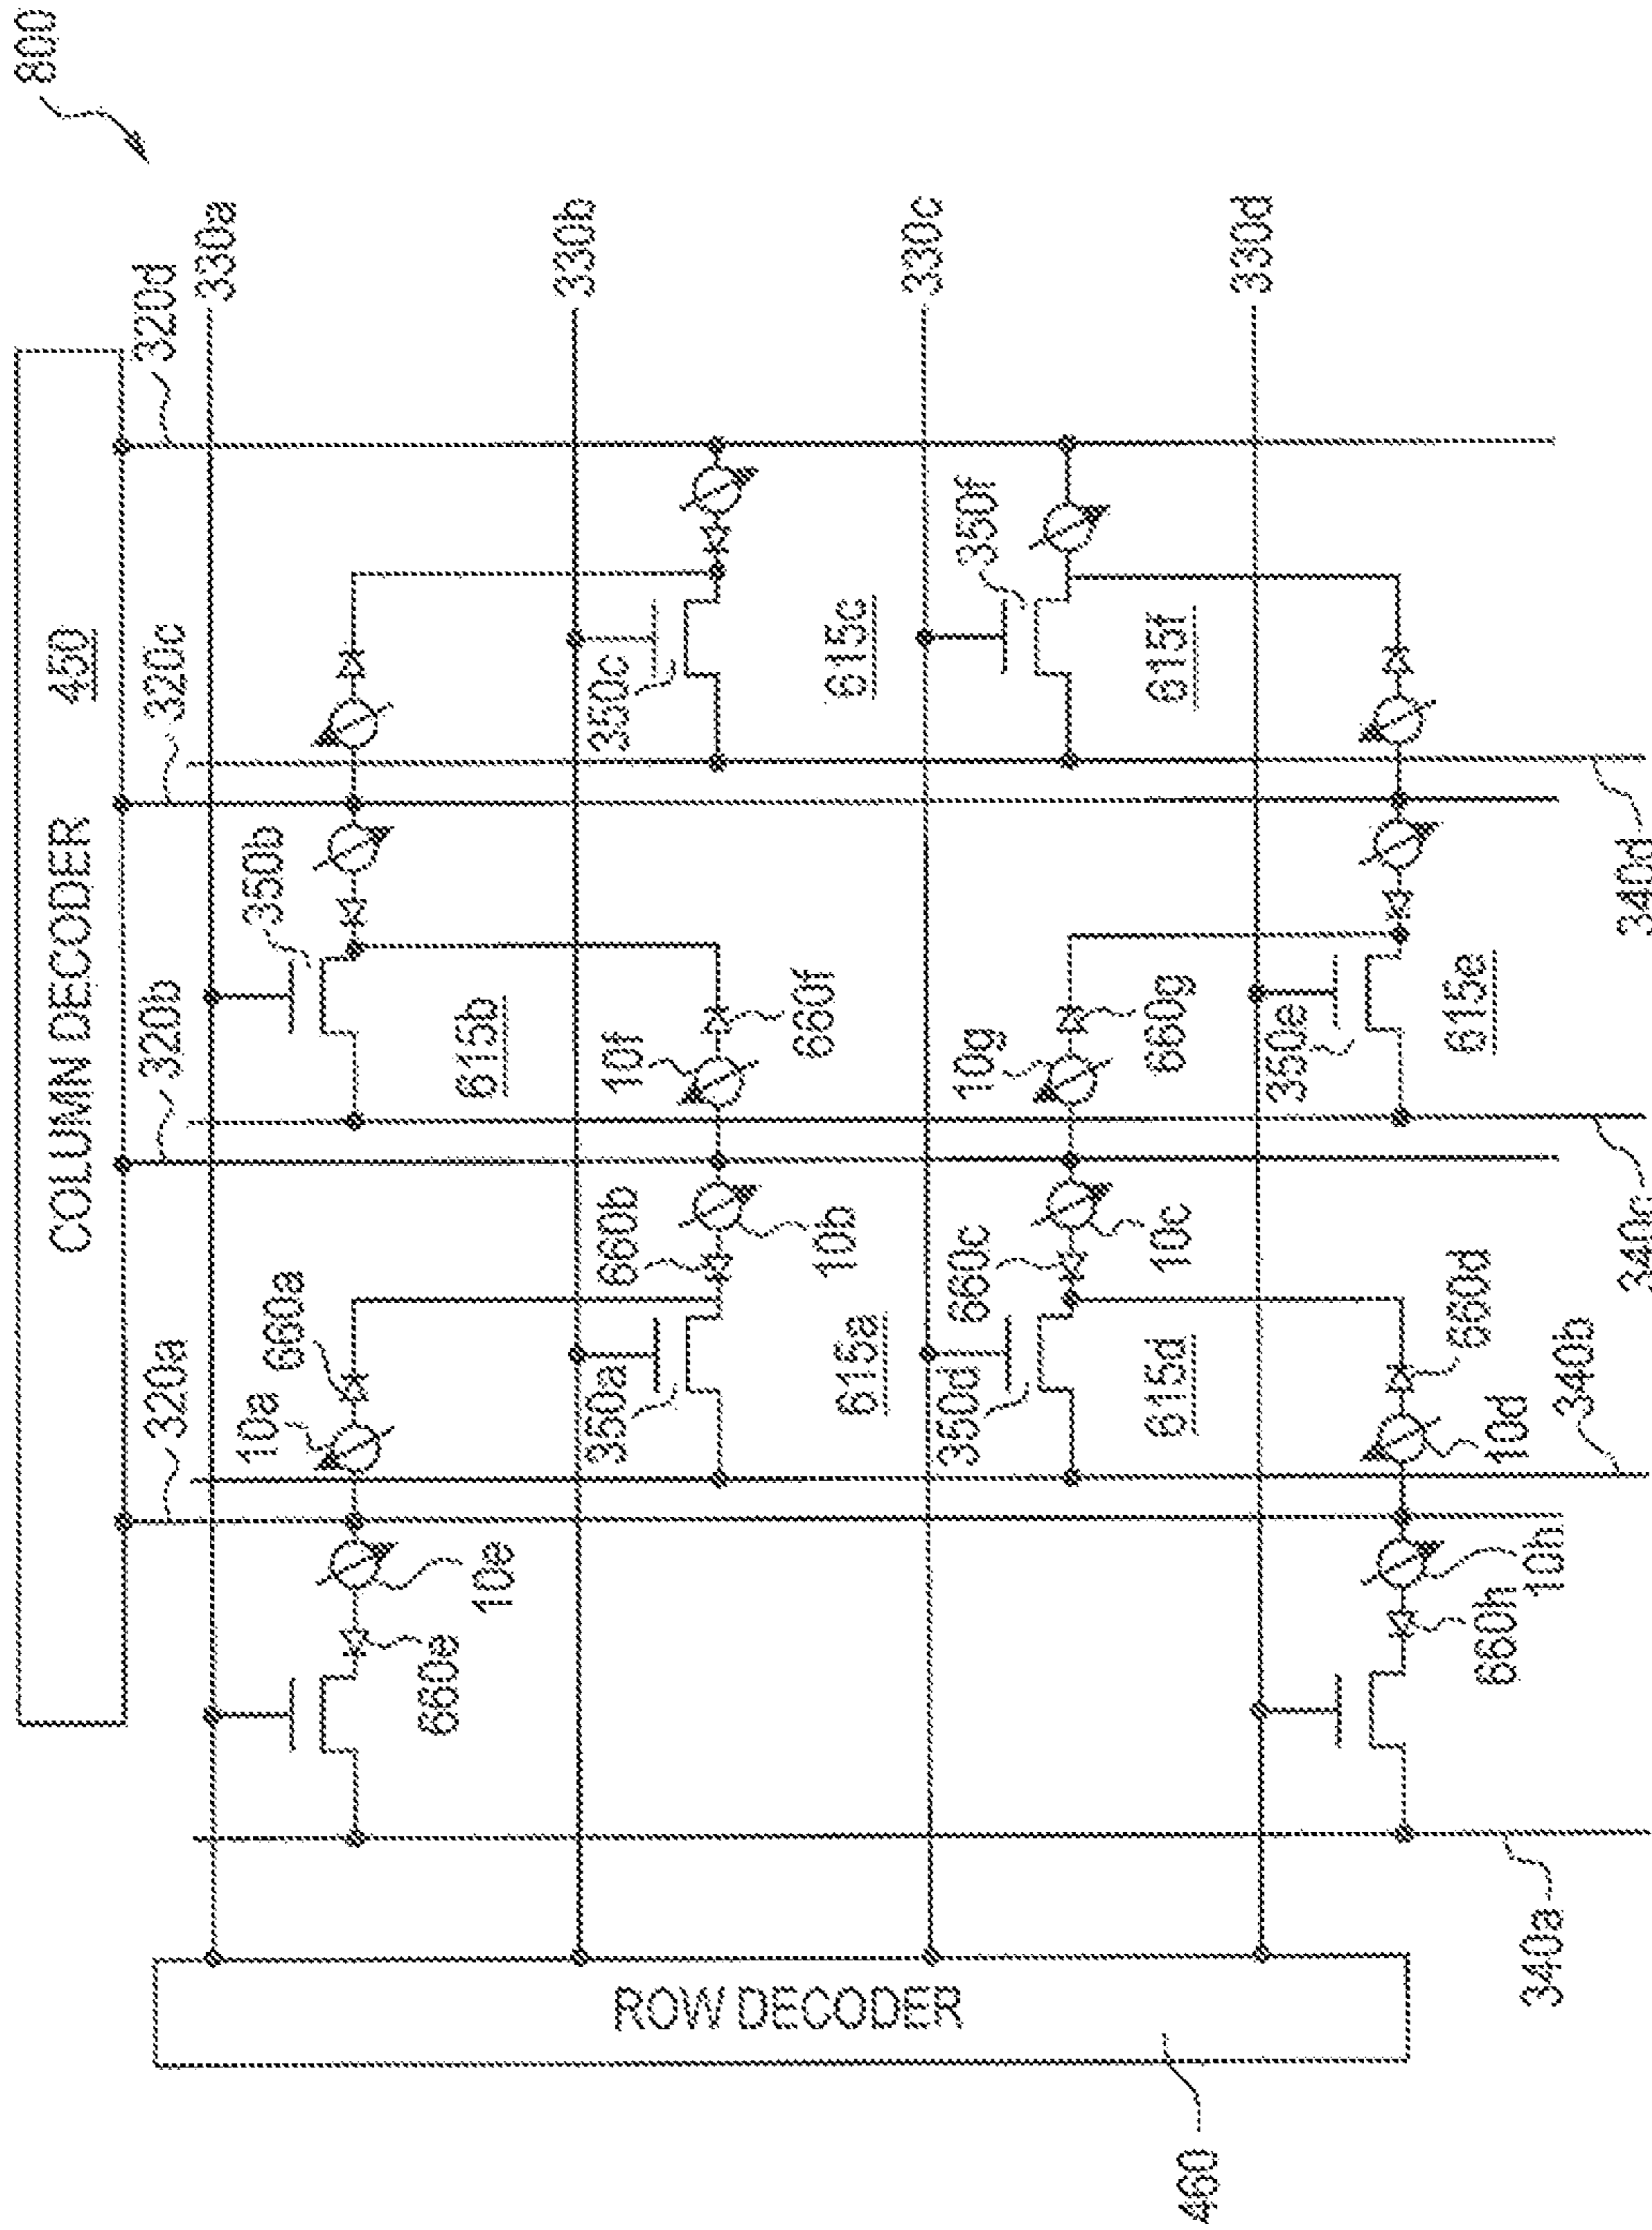 800
COLUMN DECODER 450
320a
320b
320c
320d
330a
10a
660a
350b
10e
660e
615b
330b
350a
660b
10f
350c
10b
660f
615a
615c
330c
350d
660c
10g
350f
10c
660g
615d
615f
330d
350e
10d
660d
615e
10h
660h
340a
340b
340c
340d
ROW DECODER
460